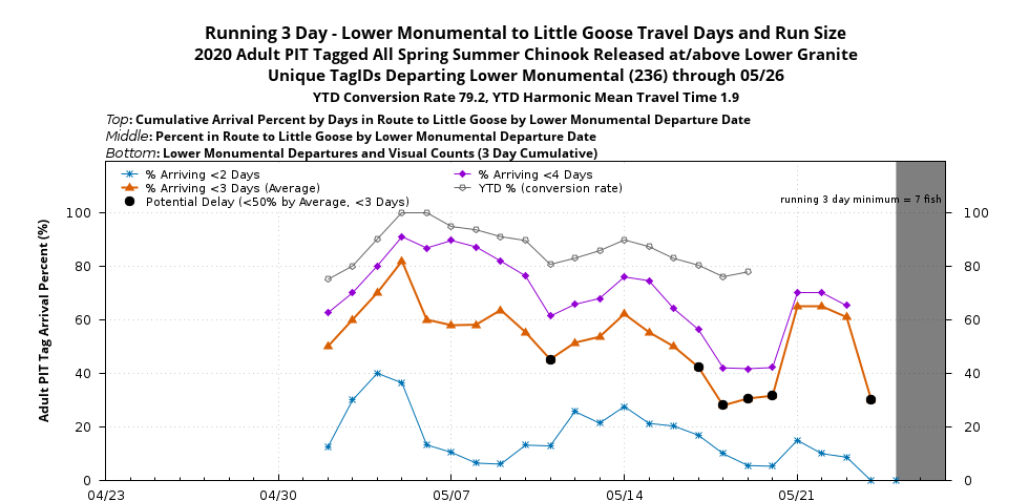 Running 3 Day - Lower Monumental to Little Goose Travel Days and Run Size
2020 Adult PIT Tagged All Spring Summer Chinook Released at/above Lower Granite
Unique TagIDs Departing Lower Monumental (236) through 05/26
YTD Conversion Rate 79.2, YTD Harmonic Mean Travel Time 1.9
Top: Cumulative Arrival Percent by Days in Route to Little Goose by Lower Monumental Departure Date
Middle: Percent in Route to Little Goose by Lower Monumental Departure Date
Bottom: Lower Monumental Departures and Visual Counts (3 Day Cumulative)
% Arriving <2 Days
% Arriving <4 Days
% Arriving <3 Days (Average)
YTD % (conversion rate)
Potential Delay (<50% by Average, <3 Days)
running 3 day minimum = 7 fish
Adult PIT Tag Arrival Percent (%)
100 100
80 80
60 60
40 40
20 20
0 0
04/23 04/30 05/07 05/14 05/21